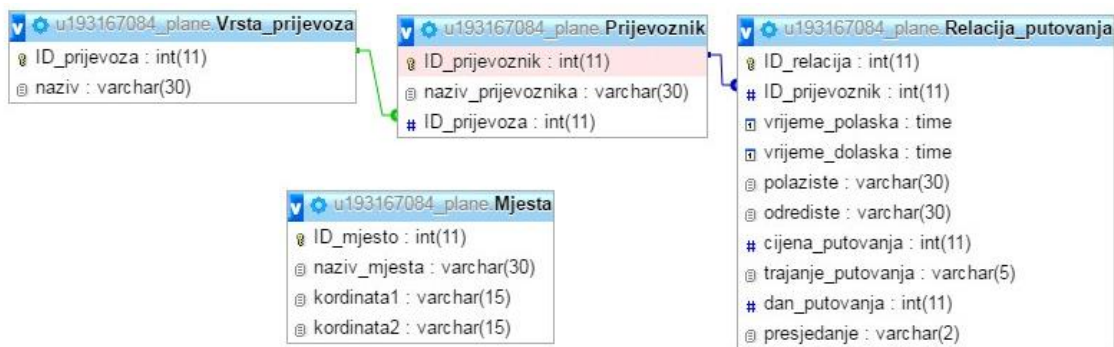 u193167084_plane.Vrsta_prijevoza
ID_prijevoza : int(11)
naziv : varchar(30)
u193167084_plane.Prijevoznik
ID_prijevoznik : int(11)
naziv_prijevoznika : varchar(30)
ID_prijevoza : int(11)
u193167084_plane.Relacija_putovanja
ID_relacija : int(11)
ID_prijevoznik : int(11)
vrijeme_polaska : time
vrijeme_dolaska : time
polaziste : varchar(30)
odrediste : varchar(30)
cijena_putovanja : int(11)
trajanje_putovanja : varchar(5)
dan_putovanja : int(11)
presjedanje : varchar(2)
u193167084_plane.Mjesta
ID_mjesto : int(11)
naziv_mjesta : varchar(30)
kordinata1 : varchar(15)
kordinata2 : varchar(15)